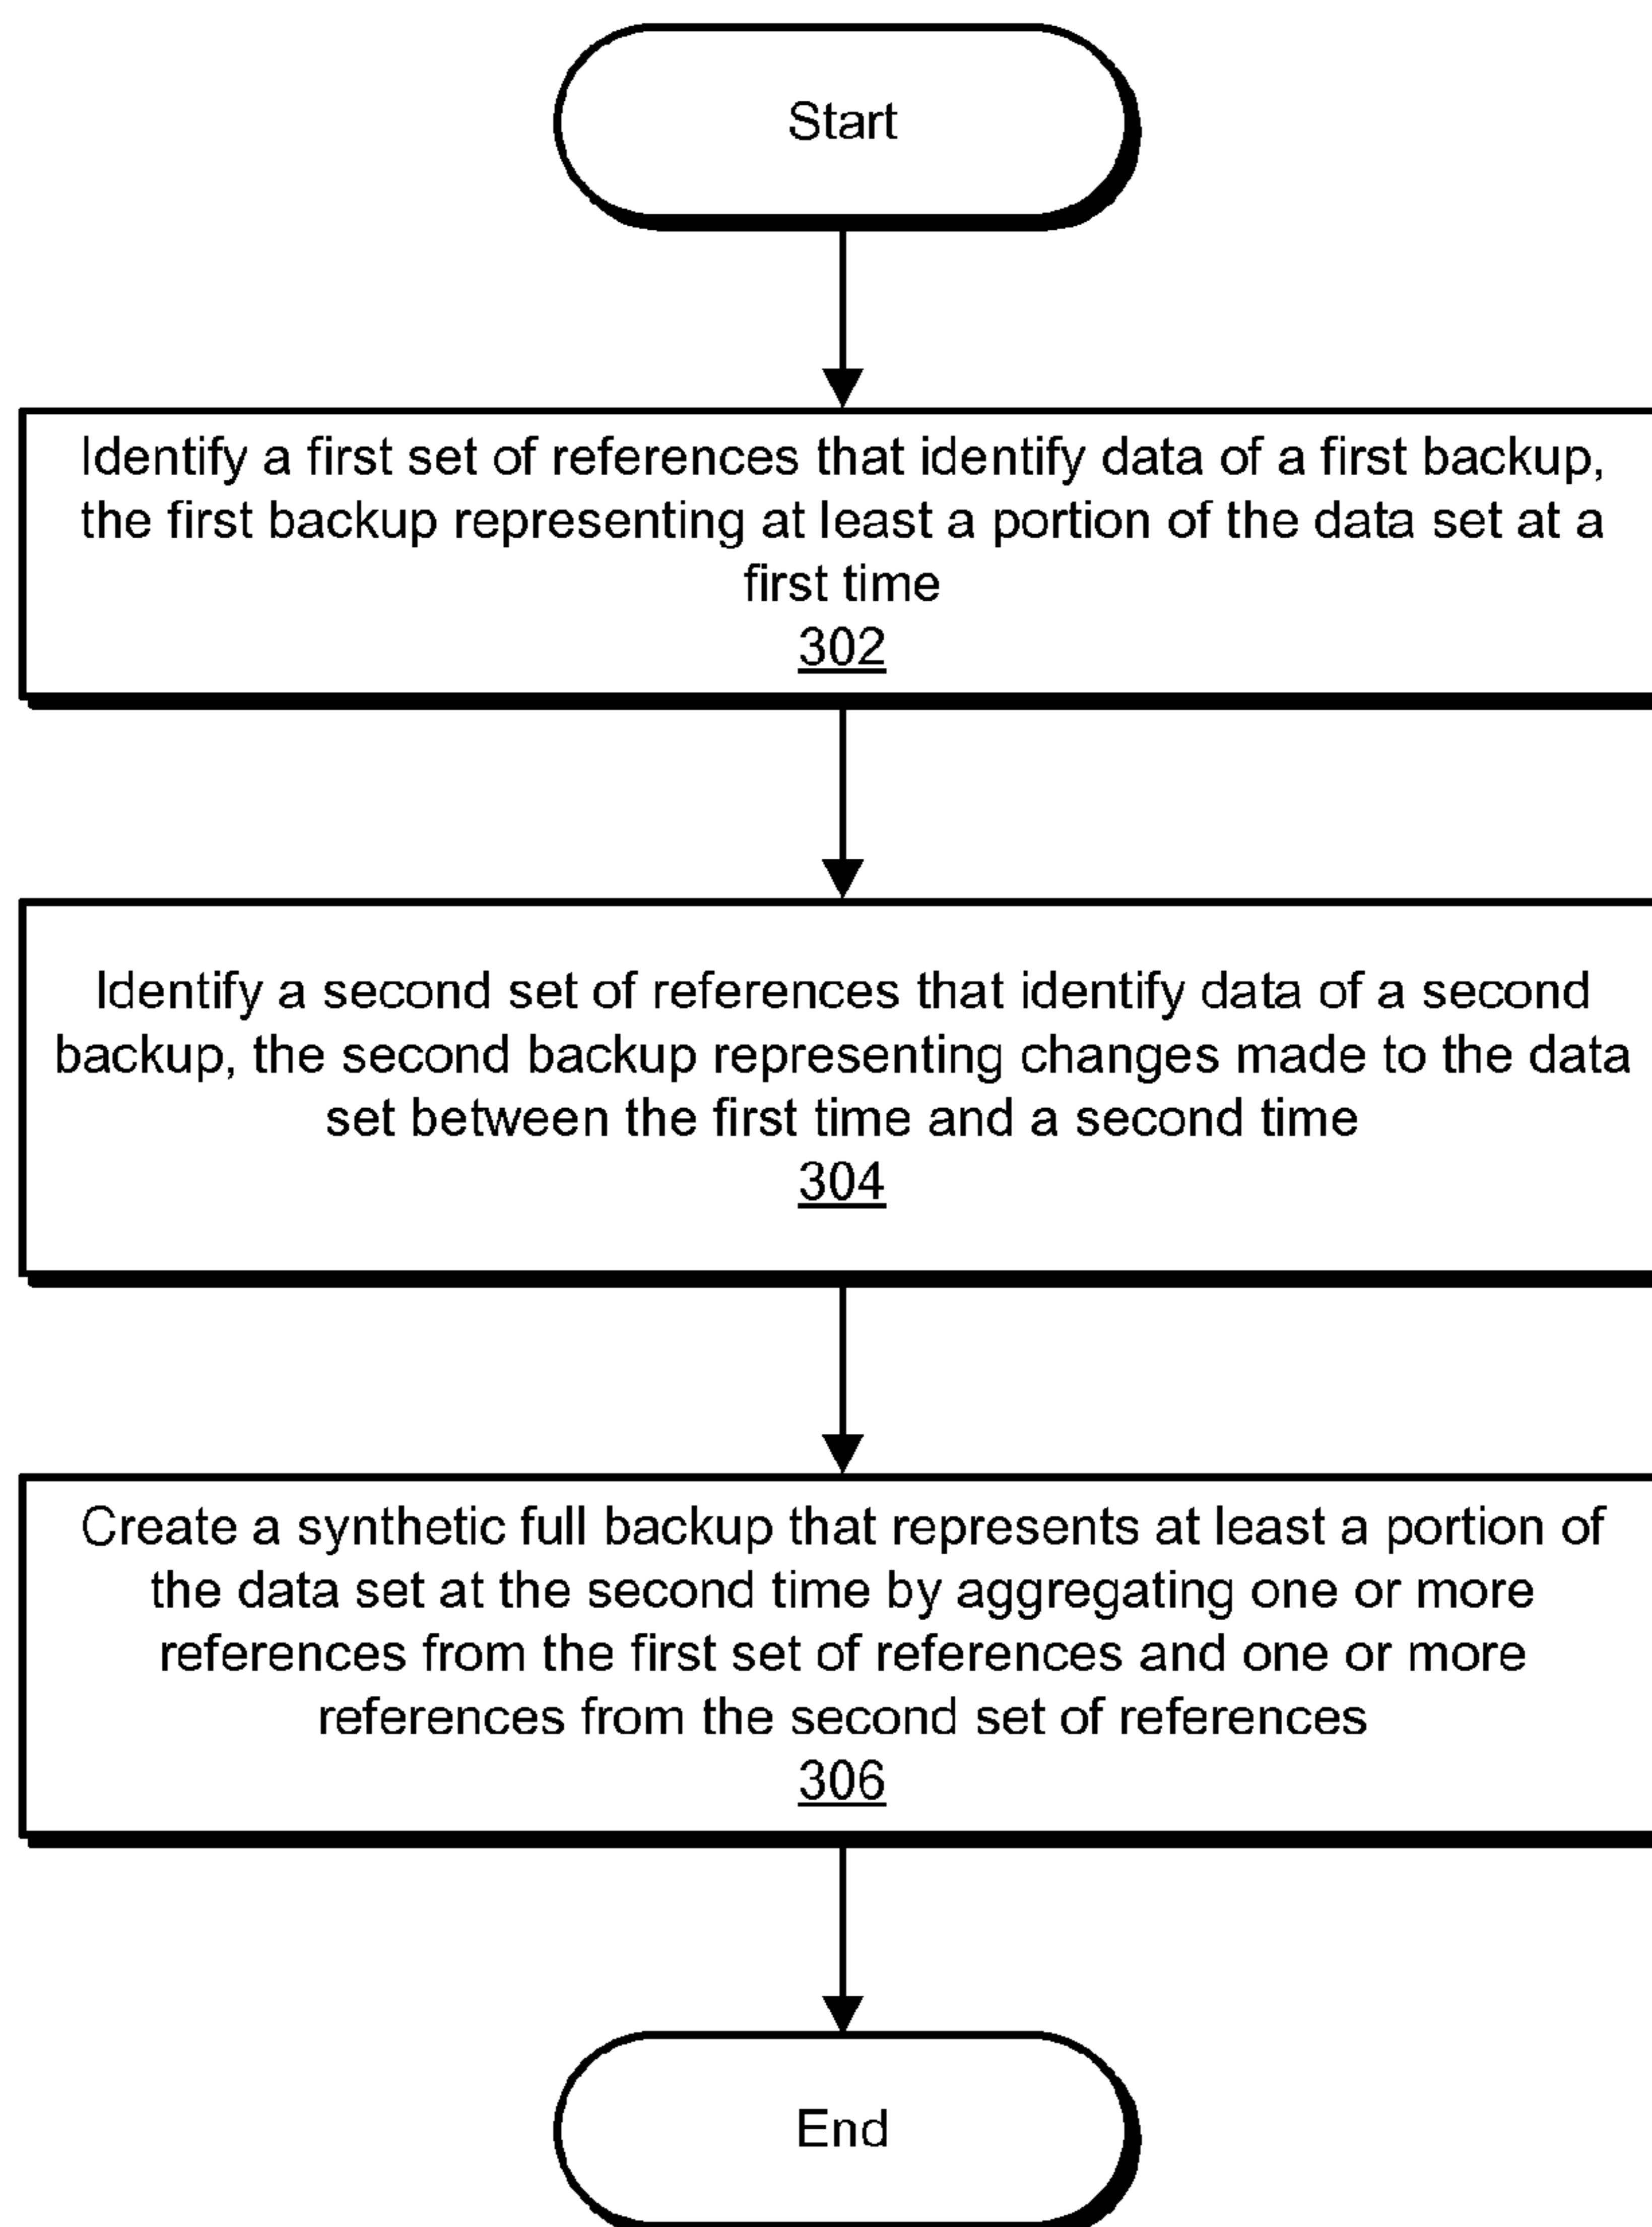 Start
Identify a first set of references that identify data of a first backup,
the first backup representing at least a portion of the data set at a
first time
302
Identify a second set of references that identify data of a second
backup, the second backup representing changes made to the data
set between the first time and a second time
304
Create a synthetic full backup that represents at least a portion of
the data set at the second time by aggregating one or more
references from the first set of references and one or more
references from the second set of references
306
End